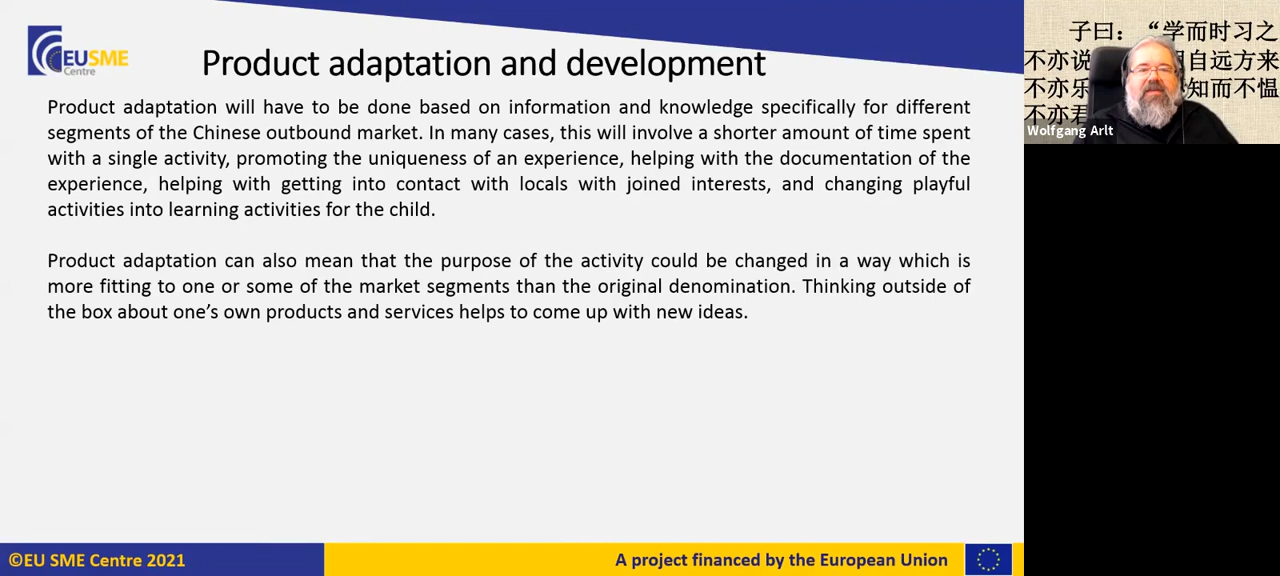 EUSME
Centre
Product adaptation and development
Product adaptation will have to be done based on information and knowledge specifically for different
segments of the Chinese outbound market. In many cases, this will involve a shorter amount of time spent
with a single activity, promoting the uniqueness of an experience, helping with the documentation of the
experience, helping with getting into contact with locals with joined interests, and changing playful
activities into learning activities for the child.
Product adaptation can also mean that the purpose of the activity could be changed in a way which is
more fitting to one or some of the market segments than the original denomination. Thinking outside of
the box about one’s own products and services helps to come up with new ideas.
©EU SME Centre 2021
A project financed by the European Union
子曰：“学而时习之
不亦说 自远方来
不亦乐 知而不愠
不亦君
Wolfgang Arlt